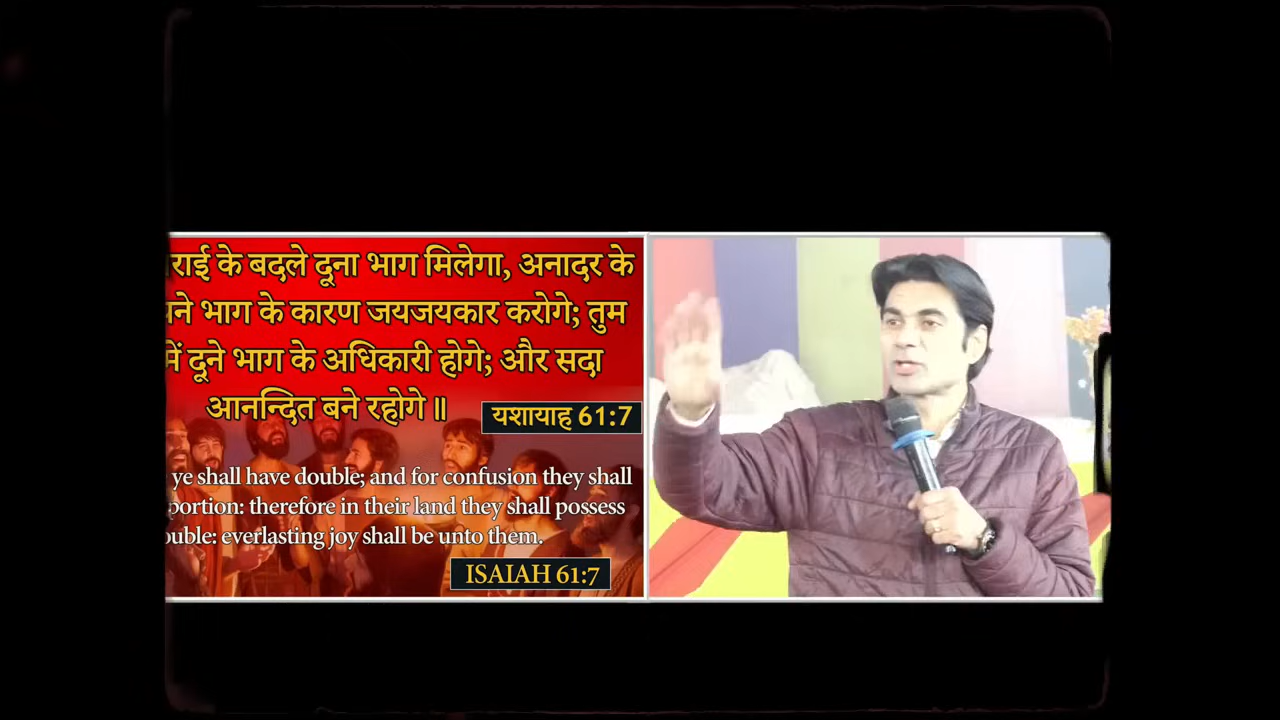 के बदले दूना भाग मिलेगा, अनादर के
भाग के कारण जयजयकार करोगे; तुम
में दूने भाग के अधिकारी होगे; और सदा
आनन्दित बने रहोगे ॥
यशायाह 61:7
ye shall have double; and for confusion they shall
portion: therefore in their land they shall possess
everlasting joy shall be unto them.
ISAIAH 61:7